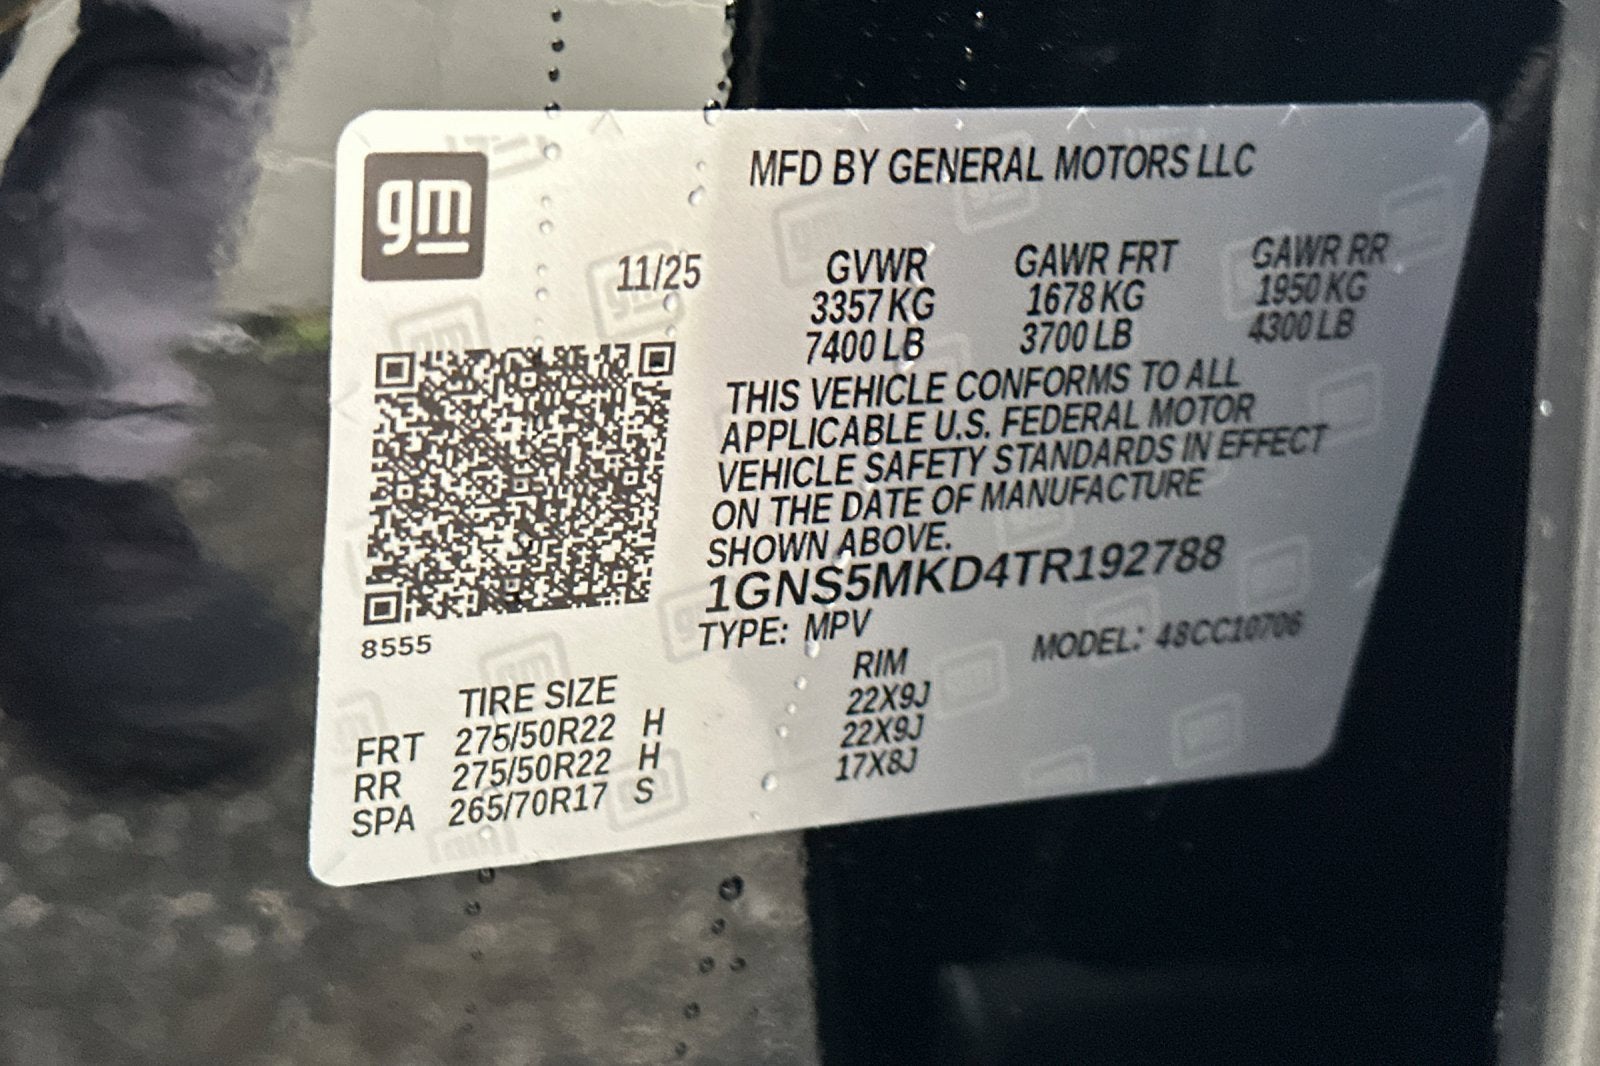 gm
MFD BY GENERAL MOTORS LLC
11/25
GVWR GAWR FRT GAWR RR
3357 KG 1678 KG 1950 KG
7400 LB 3700 LB 4300 LB
THIS VEHICLE CONFORMS TO ALL
APPLICABLE U.S. FEDERAL MOTOR
VEHICLE SAFETY STANDARDS IN EFFECT
ON THE DATE OF MANUFACTURE
SHOWN ABOVE.
1GNS5MKD4TR192788
TYPE: MPV MODEL: 48CC10706
8555
TIRE SIZE RIM
FRT 275/50R22 H 22X9J
RR 275/50R22 H 22X9J
SPA 265/70R17 S 17X8J